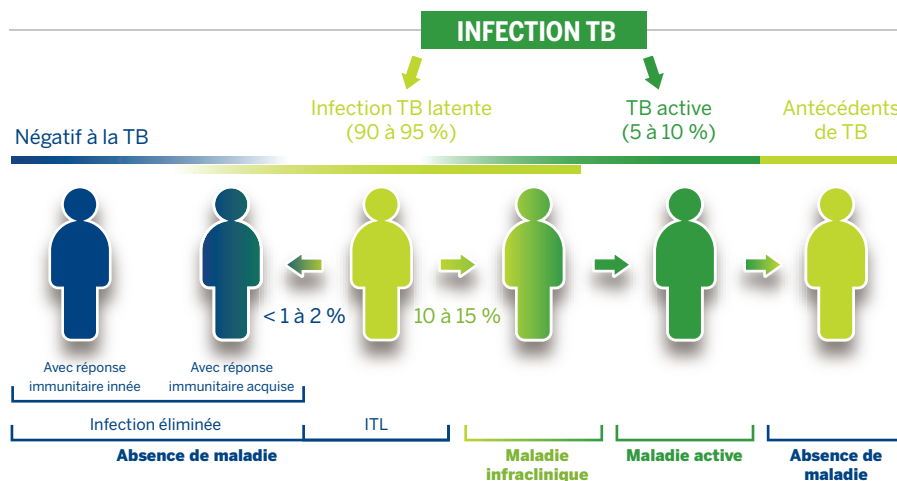 INFECTION TB
Négatif à la TB
Infection TB latente
(90 à 95 %)
TB active
(5 à 10 %)
Antécédents
de TB
< 1 à 2 %
10 à 15 %
Avec réponse
immunitaire innée
Avec réponse
immunitaire acquise
Infection éliminée
ITL
Absence de maladie
Maladie
infraclinique
Maladie active
Absence de
maladie